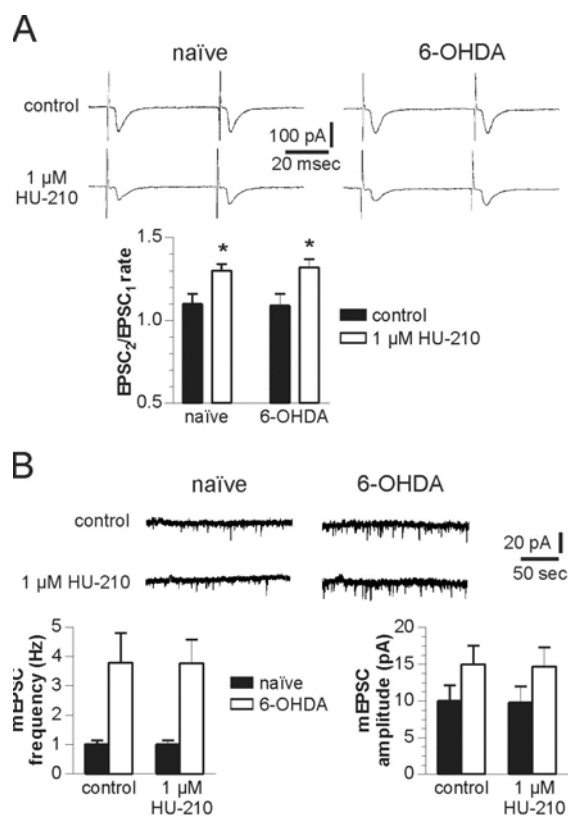 A
naïve 6-OHDA
control
100 pA
20 msec
1 µM
HU-210
1.5
1.0
0.5
EPSC2/EPSC1 rate
* *
control
1 µM HU-210
naïve 6-OHDA
B
naïve 6-OHDA
control
20 pA
50 sec
1 µM HU-210
mEPSC
frequency (Hz)
5
4
3
2
1
0
naïve
6-OHDA
control 1 µM
HU-210
mEPSC
amplitude (pA)
20
15
10
5
0
control 1 µM
HU-210